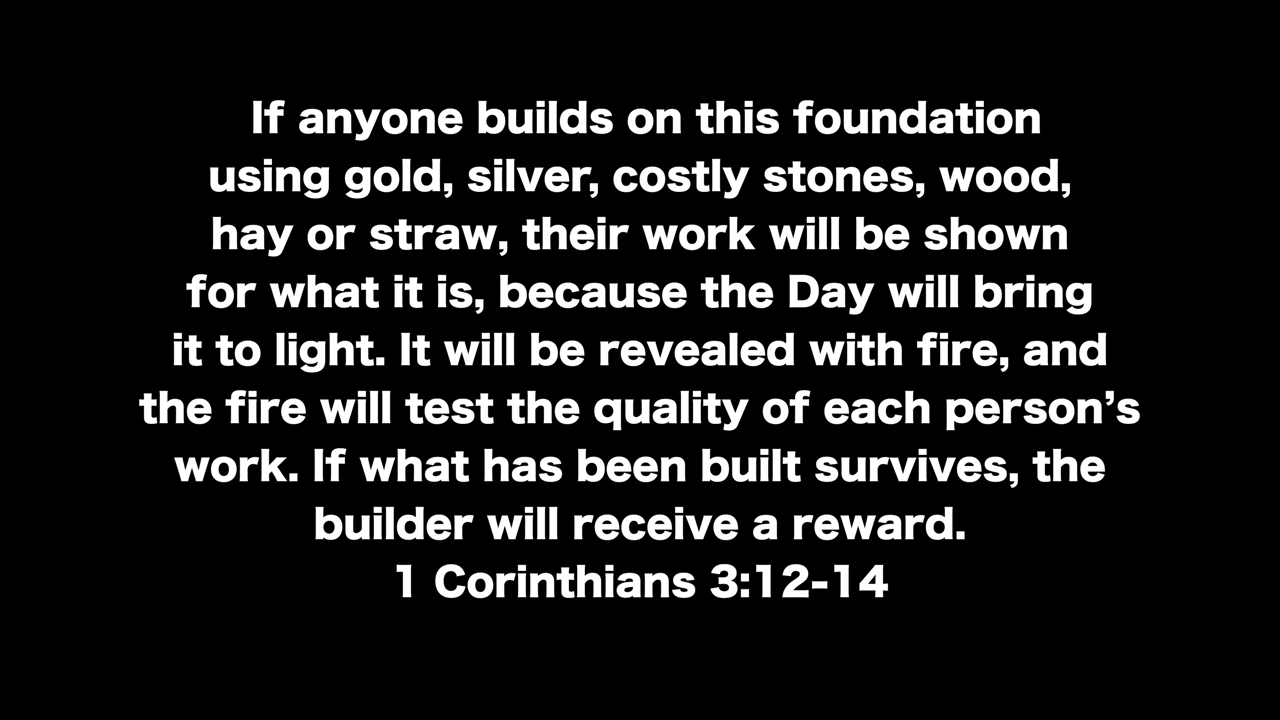 If anyone builds on this foundation
using gold, silver, costly stones, wood,
hay or straw, their work will be shown
for what it is, because the Day will bring
it to light. It will be revealed with fire, and
the fire will test the quality of each person’s
work. If what has been built survives, the
builder will receive a reward.
1 Corinthians 3:12-14